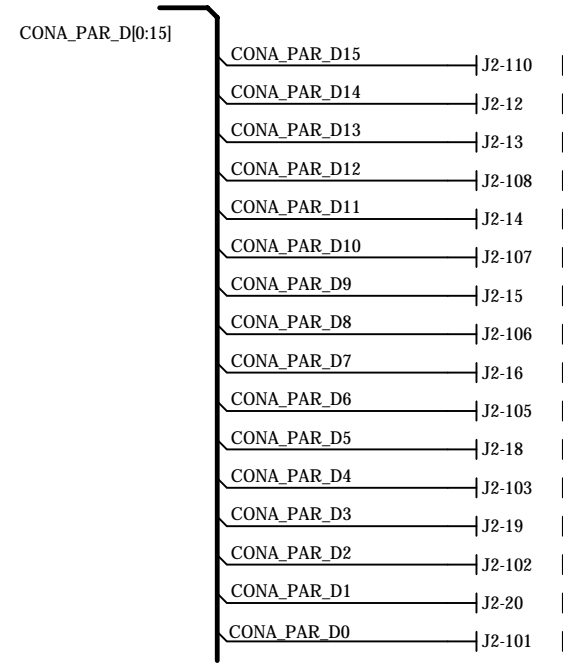 CONA_PAR_D[0:15]
CONA_PAR_D15 J2-110
CONA_PAR_D14 J2-12
CONA_PAR_D13 J2-13
CONA_PAR_D12 J2-108
CONA_PAR_D11 J2-14
CONA_PAR_D10 J2-107
CONA_PAR_D9 J2-15
CONA_PAR_D8 J2-106
CONA_PAR_D7 J2-16
CONA_PAR_D6 J2-105
CONA_PAR_D5 J2-18
CONA_PAR_D4 J2-103
CONA_PAR_D3 J2-19
CONA_PAR_D2 J2-102
CONA_PAR_D1 J2-20
CONA_PAR_D0 J2-101